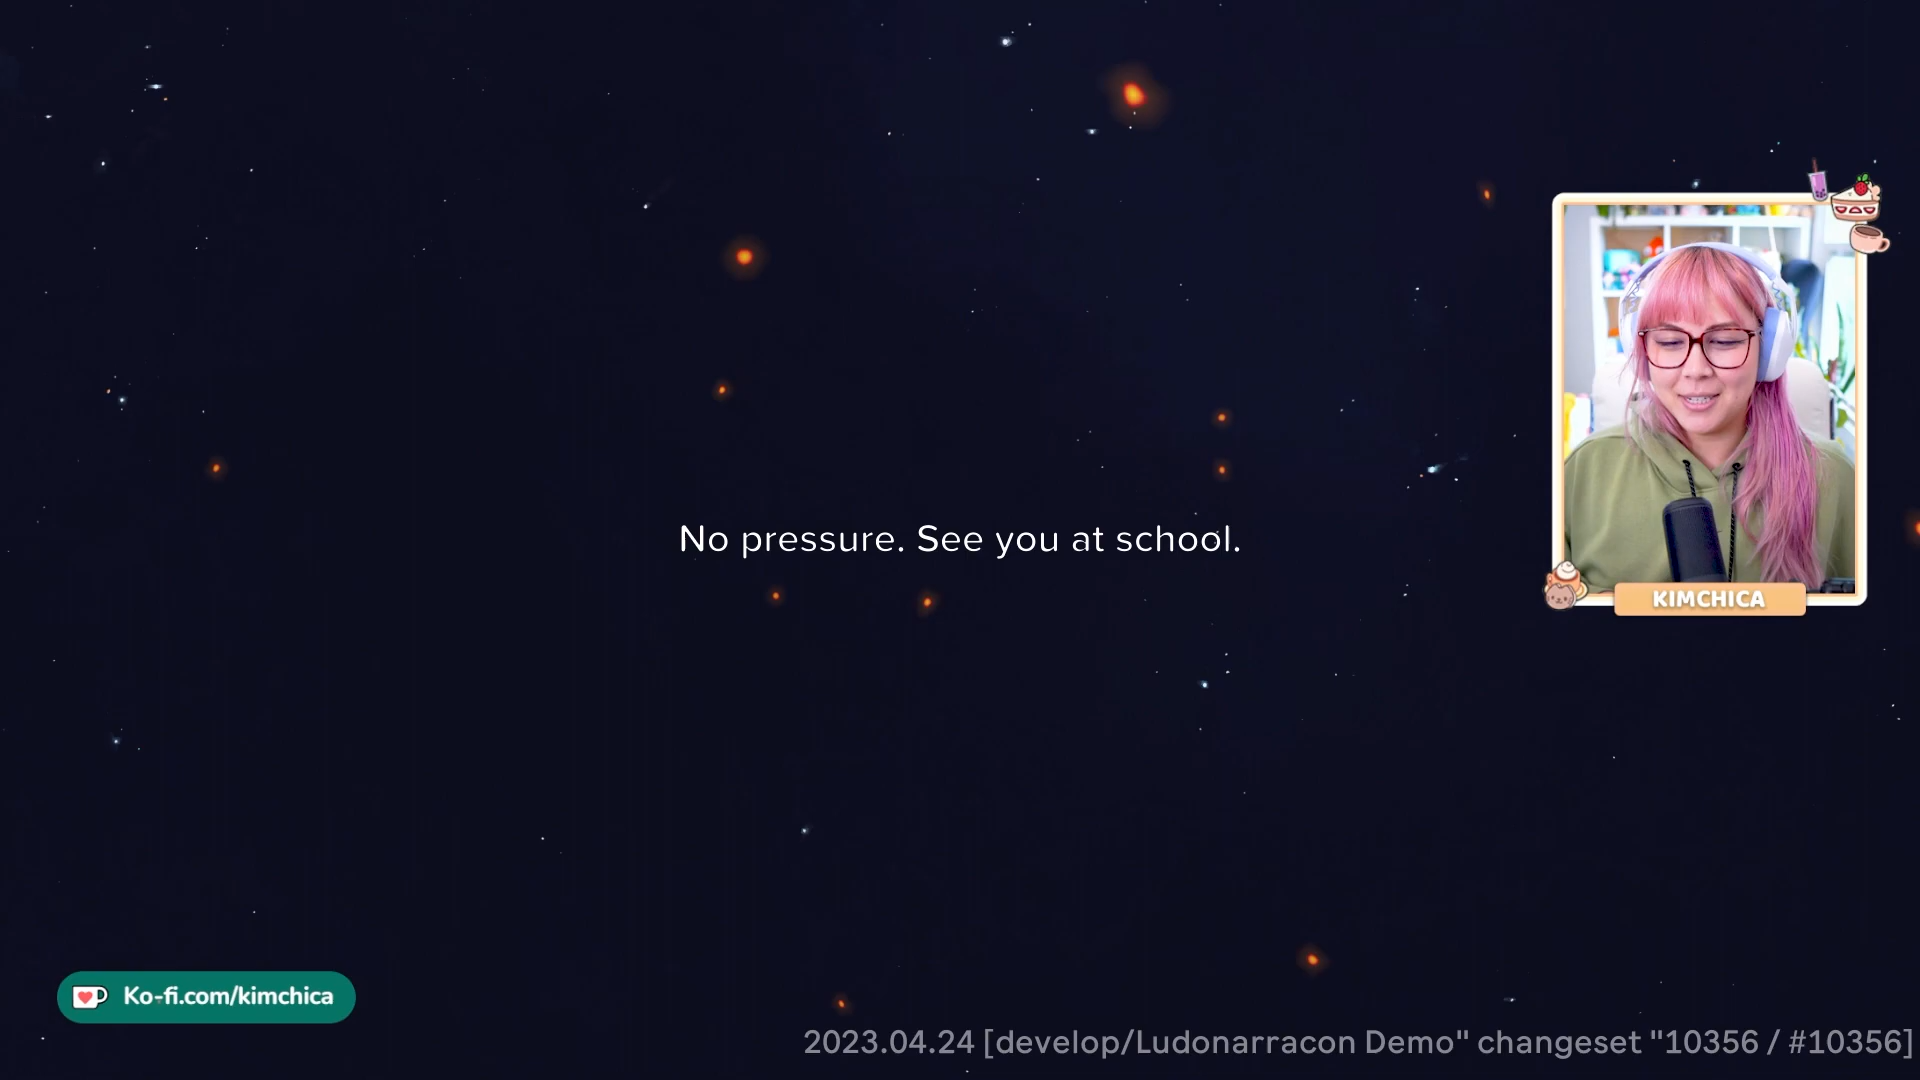 No pressure. See you at school.
KIMCHICA
Ko-fi.com/kimchica
2023.04.24 [develop/Ludonarracon Demo" changeset "10356 / #10356]